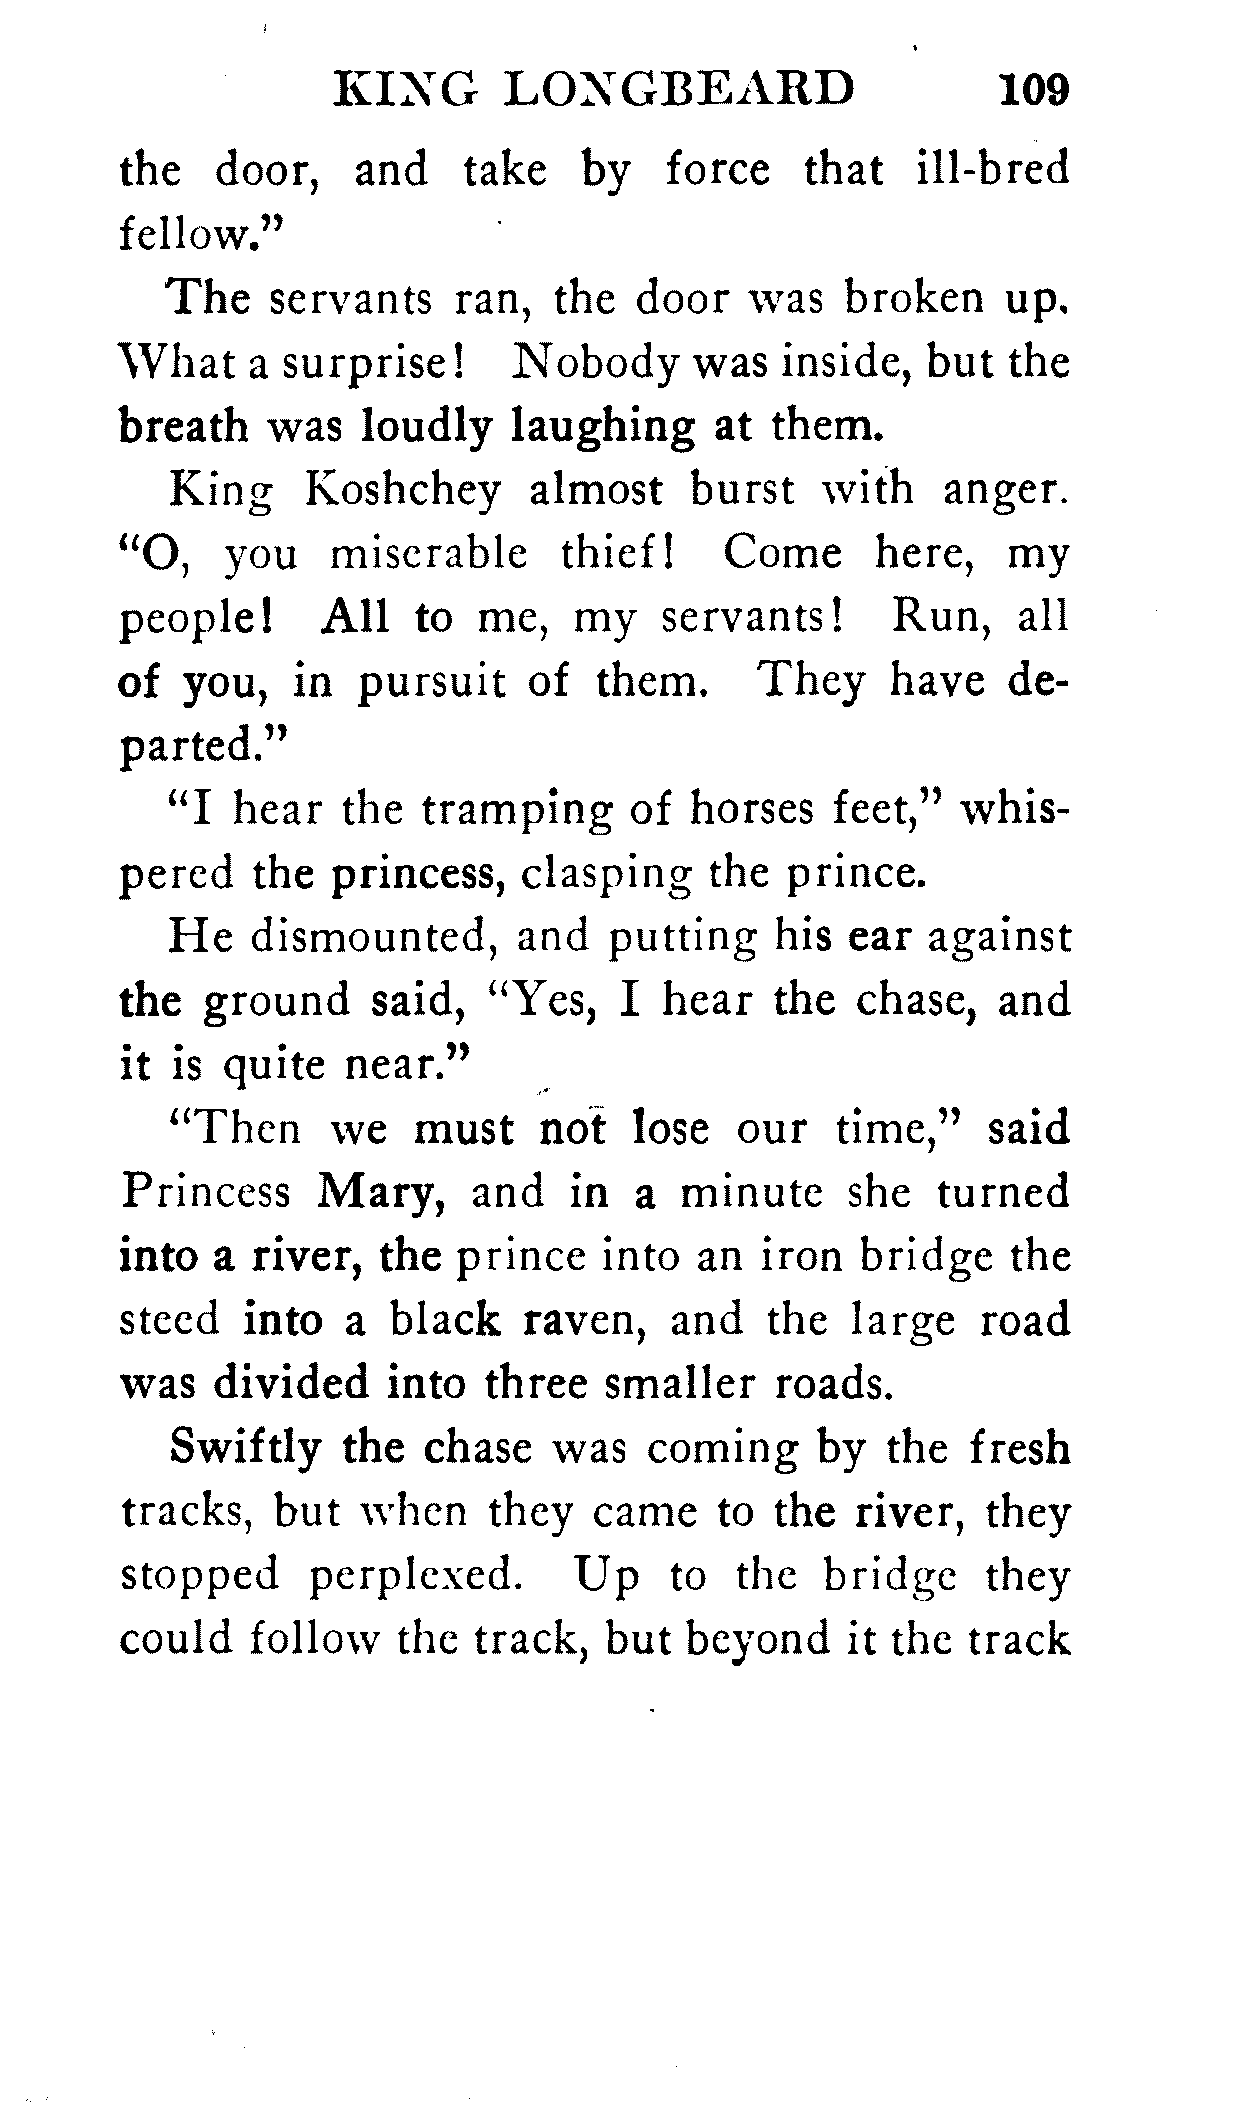 KING LONGBEARD 109
the door, and take by force that ill-bred
fellow."
The servants ran, the door was broken up.
What a surprise! Nobody was inside, but the
breath was loudly laughing at them.
King Koshchey almost burst with anger.
"O, you miserable thief! Come here, my
people! All to me, my servants! Run, all
of you, in pursuit of them. They have de-
parted."
"I hear the tramping of horses feet," whis-
pered the princess, clasping the prince.
He dismounted, and putting his ear against
the ground said, "Yes, I hear the chase, and
it is quite near."
"Then we must not lose our time," said
Princess Mary, and in a minute she turned
into a river, the prince into an iron bridge the
steed into a black raven, and the large road
was divided into three smaller roads.
Swiftly the chase was coming by the fresh
tracks, but when they came to the river, they
stopped perplexed. Up to the bridge they
could follow the track, but beyond it the track